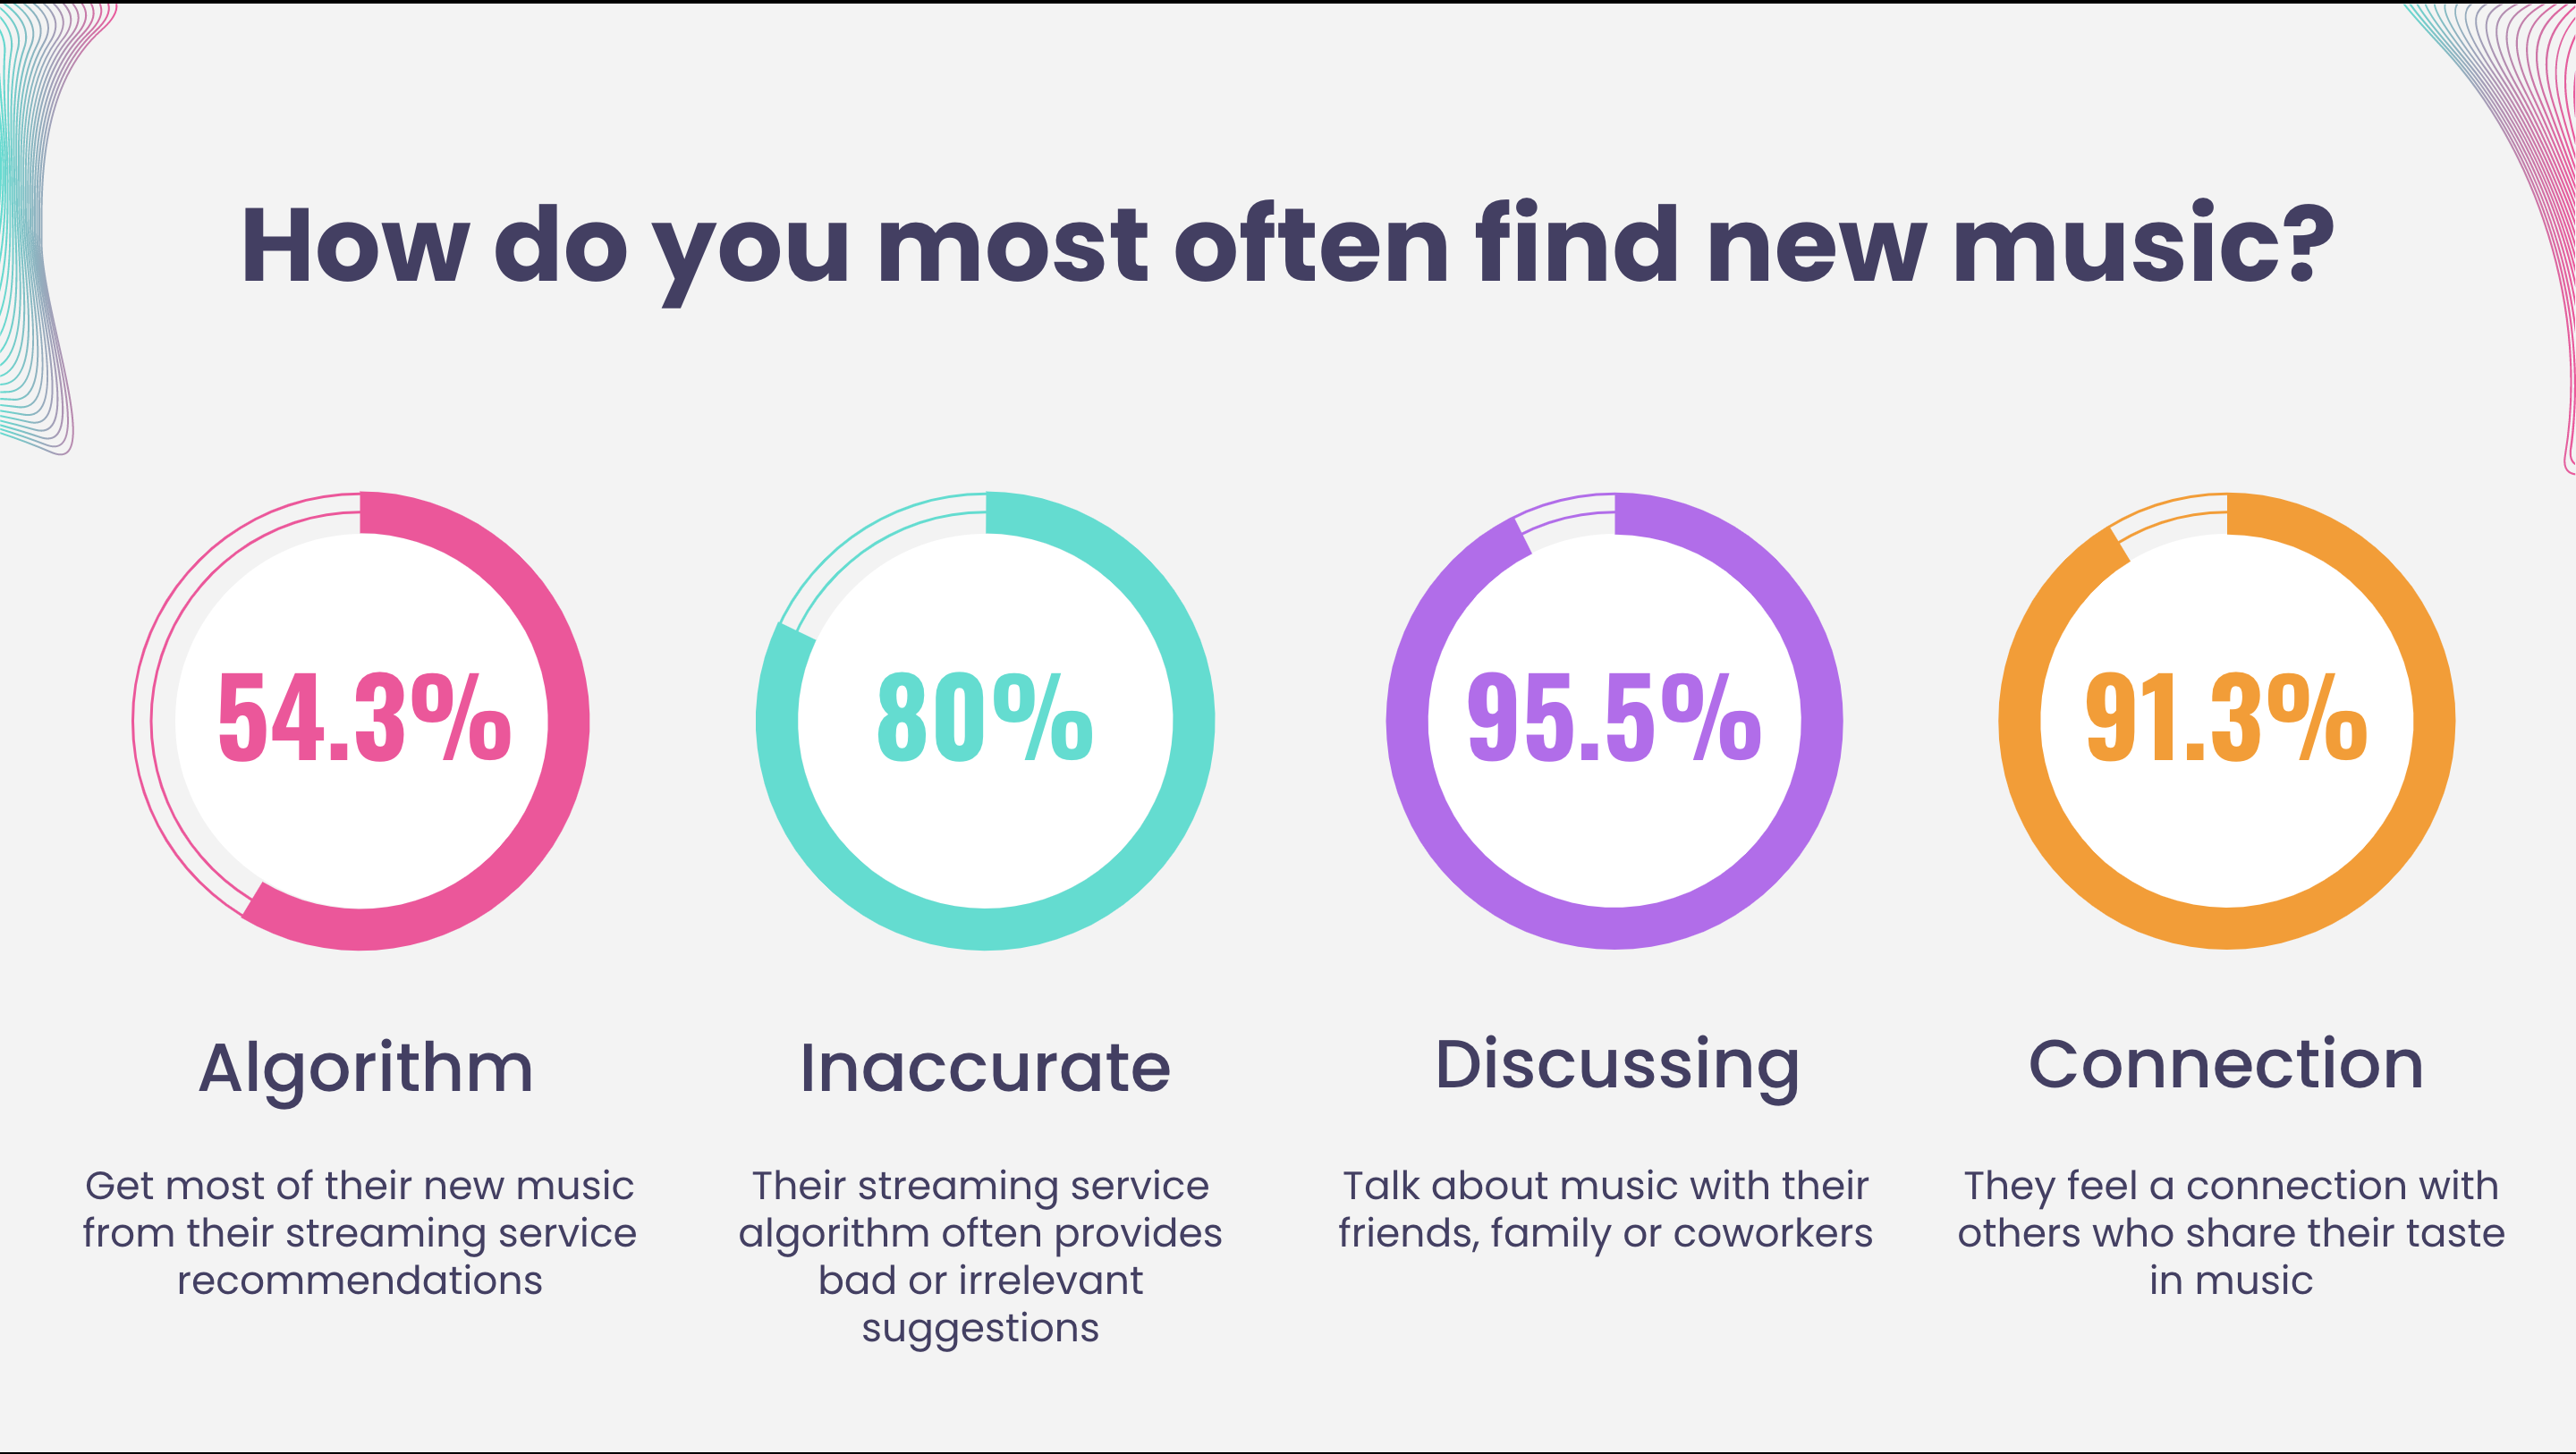 How do you most often find new music?
54.3%
80%
95.5%
91.3%
Algorithm
Get most of their new music
from their streaming service
recommendations
Inaccurate
Their streaming service
algorithm often provides
bad or irrelevant
suggestions
Discussing
Talk about music with their
friends, family or coworkers
Connection
They feel a connection with
others who share their taste
in music